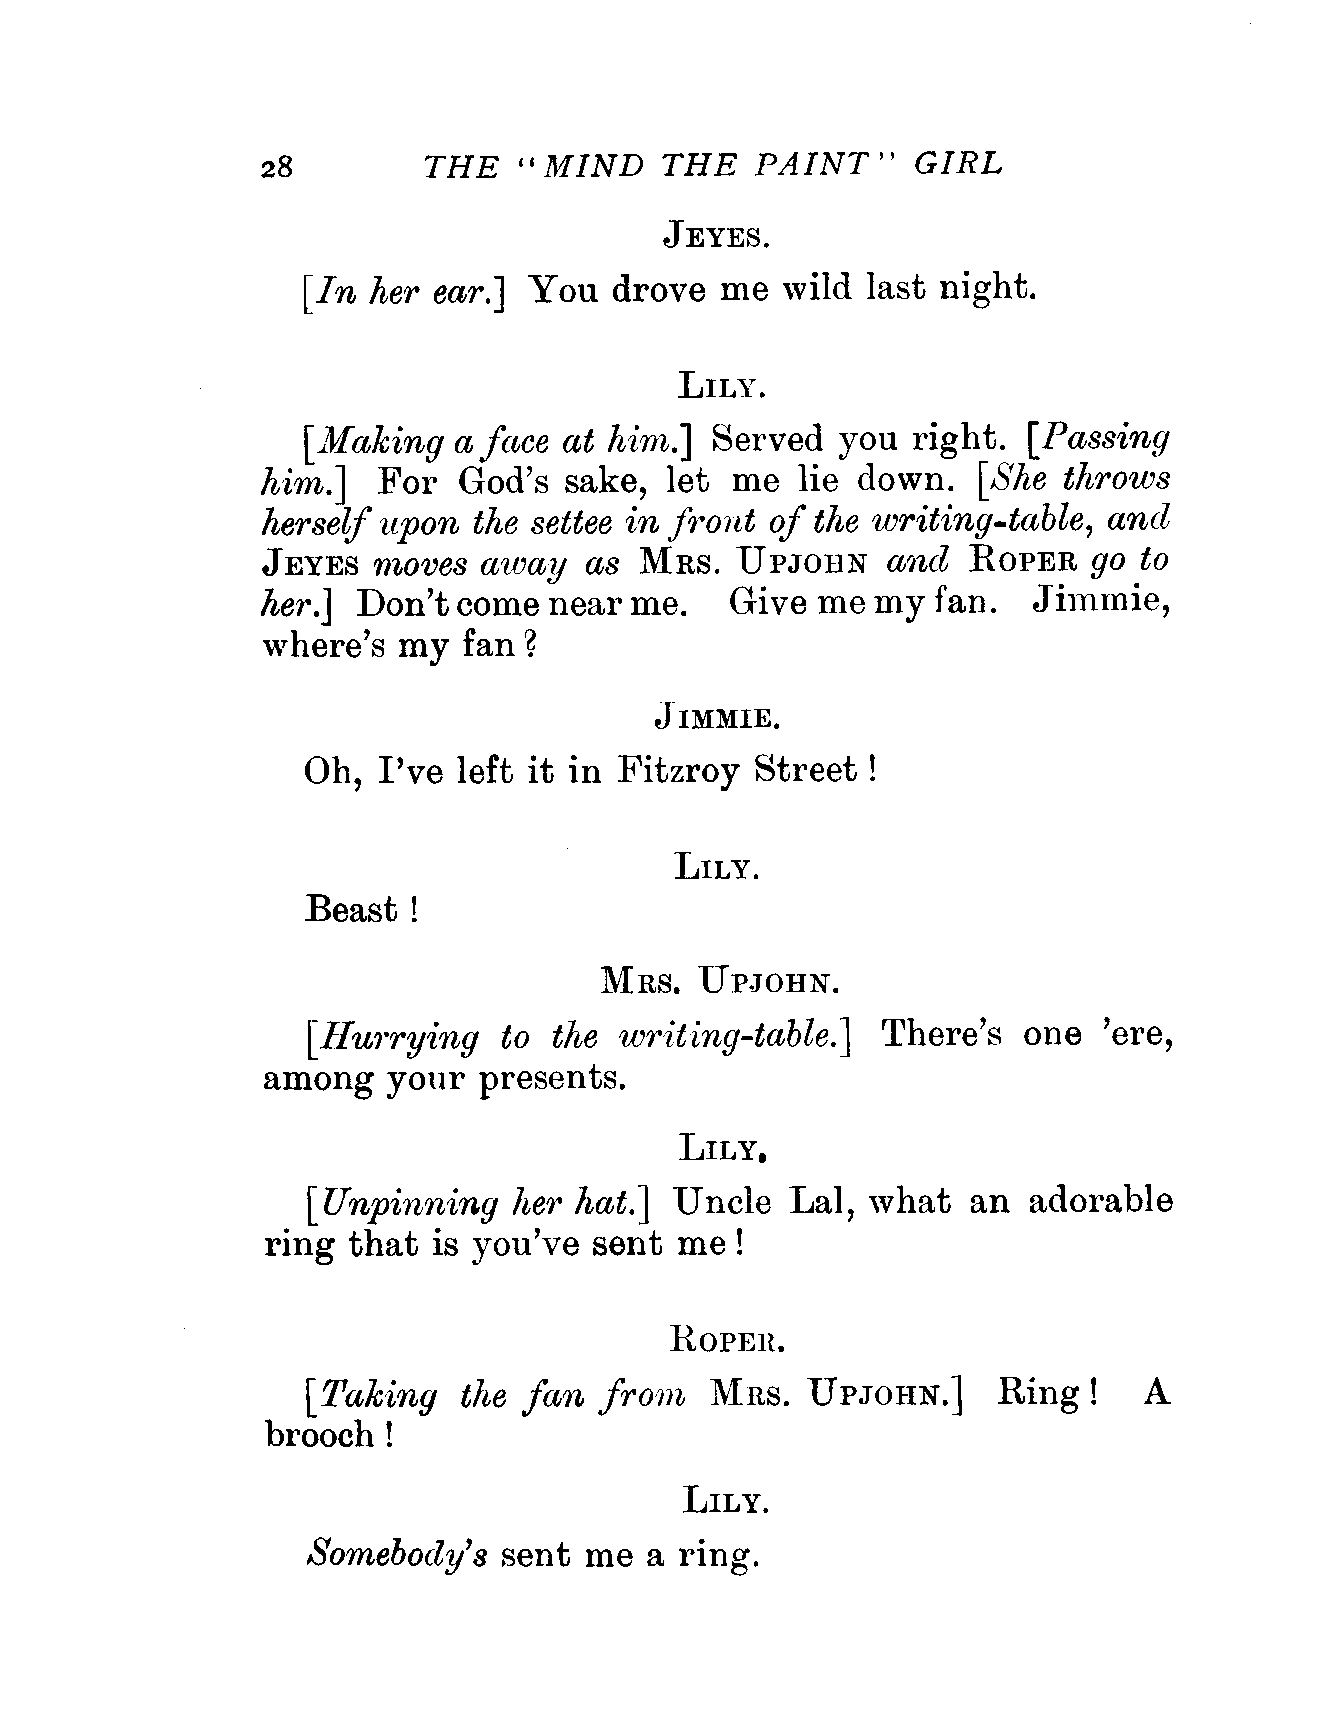 28 THE "MIND THE PAINT" GIRL
JEYES.
[In her ear.] You drove me wild last night.
LILY.
[Making a face at him.] Served you right. [Passing
him.] For God's sake, let me lie down. [She throws
herself upon the settee in front of the writing-table, and
JEYES moves away as MRS. UPJOHN and ROPER go to
her.] Don't come near me. Give me my fan. Jimmie,
where's my fan?
JIMMIE.
Oh, I've left it in Fitzroy Street!
LILY.
Beast!
MRS. UPJOHN.
[Hurrying to the writing-table.] There's one 'ere,
among your presents.
LILY.
[Unpinning her hat.] Uncle Lal, what an adorable
ring that is you've sent me!
ROPER.
[Taking the fan from MRS. UPJOHN.] Ring! A
brooch!
LILY.
Somebody's sent me a ring.